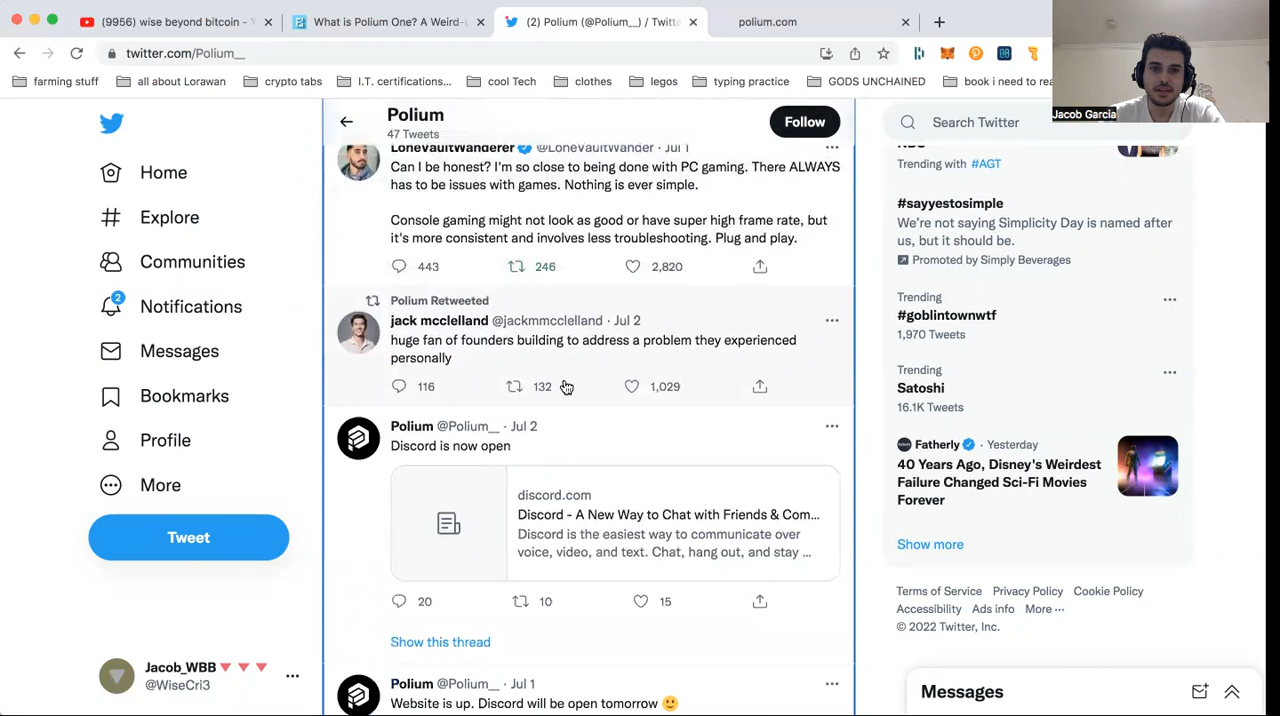 (9956) wise beyond bitcoin -
What is Polium One? A Weird-
(2) Polium (@Polium__) / Twitte
polium.com
twitter.com/Polium__
farming stuff
all about Lorawan
crypto tabs
I.T. certifications...
cool Tech
clothes
legos
typing practice
GODS UNCHAINED
book i need to rea
Jacob Garcia
Home
Explore
Communities
2
Notifications
Messages
Bookmarks
Profile
More
Tweet
Jacob_WBB
@WiseCri3
Polium
47 Tweets
Follow
LoneVaultWanderer @LoneVaultWander · Jul 1
Can I be honest? I'm so close to being done with PC gaming. There ALWAYS
has to be issues with games. Nothing is ever simple.
Console gaming might not look as good or have super high frame rate, but
it's more consistent and involves less troubleshooting. Plug and play.
443 246 2,820
Polium Retweeted
jack mcclelland @jackmmcclelland · Jul 2
huge fan of founders building to address a problem they experienced
personally
116 132 1,029
Polium @Polium__ · Jul 2
Discord is now open
discord.com
Discord - A New Way to Chat with Friends & Com...
Discord is the easiest way to communicate over
voice, video, and text. Chat, hang out, and stay ...
20 10 15
Show this thread
Polium @Polium__ · Jul 1
Website is up. Discord will be open tomorrow 🙂
Search Twitter
Trending with #AGT
#sayyestosimple
We're not saying Simplicity Day is named after
us, but it should be.
Promoted by Simply Beverages
Trending
#goblintownwtf
1,970 Tweets
Trending
Satoshi
16.1K Tweets
Fatherly · Yesterday
40 Years Ago, Disney's Weirdest
Failure Changed Sci-Fi Movies
Forever
Show more
Terms of Service Privacy Policy Cookie Policy
Accessibility Ads info More ···
© 2022 Twitter, Inc.
Messages